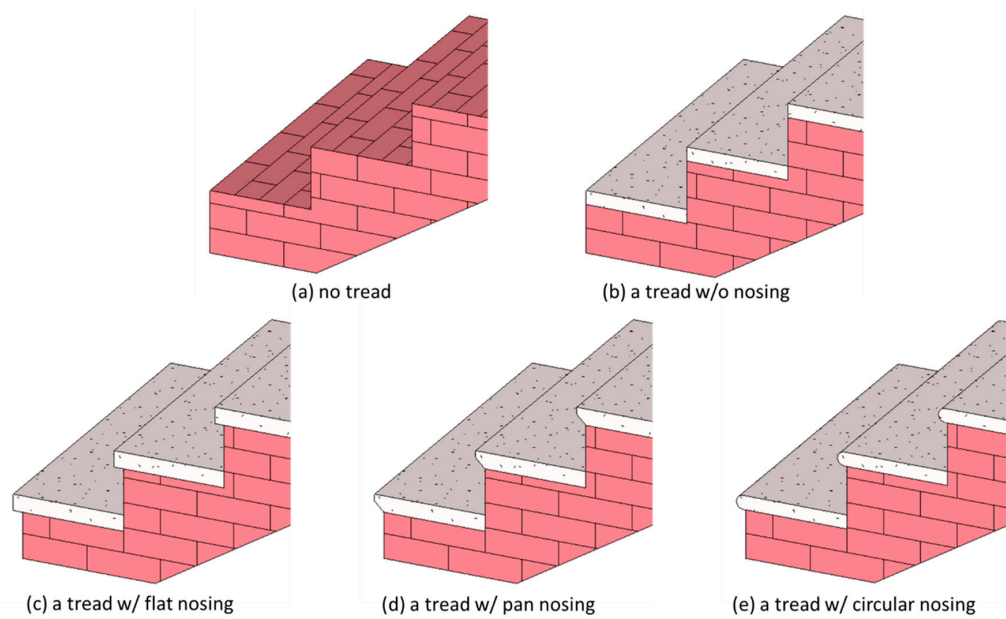 (a) no tread
(b) a tread w/o nosing
(c) a tread w/ flat nosing
(d) a tread w/ pan nosing
(e) a tread w/ circular nosing